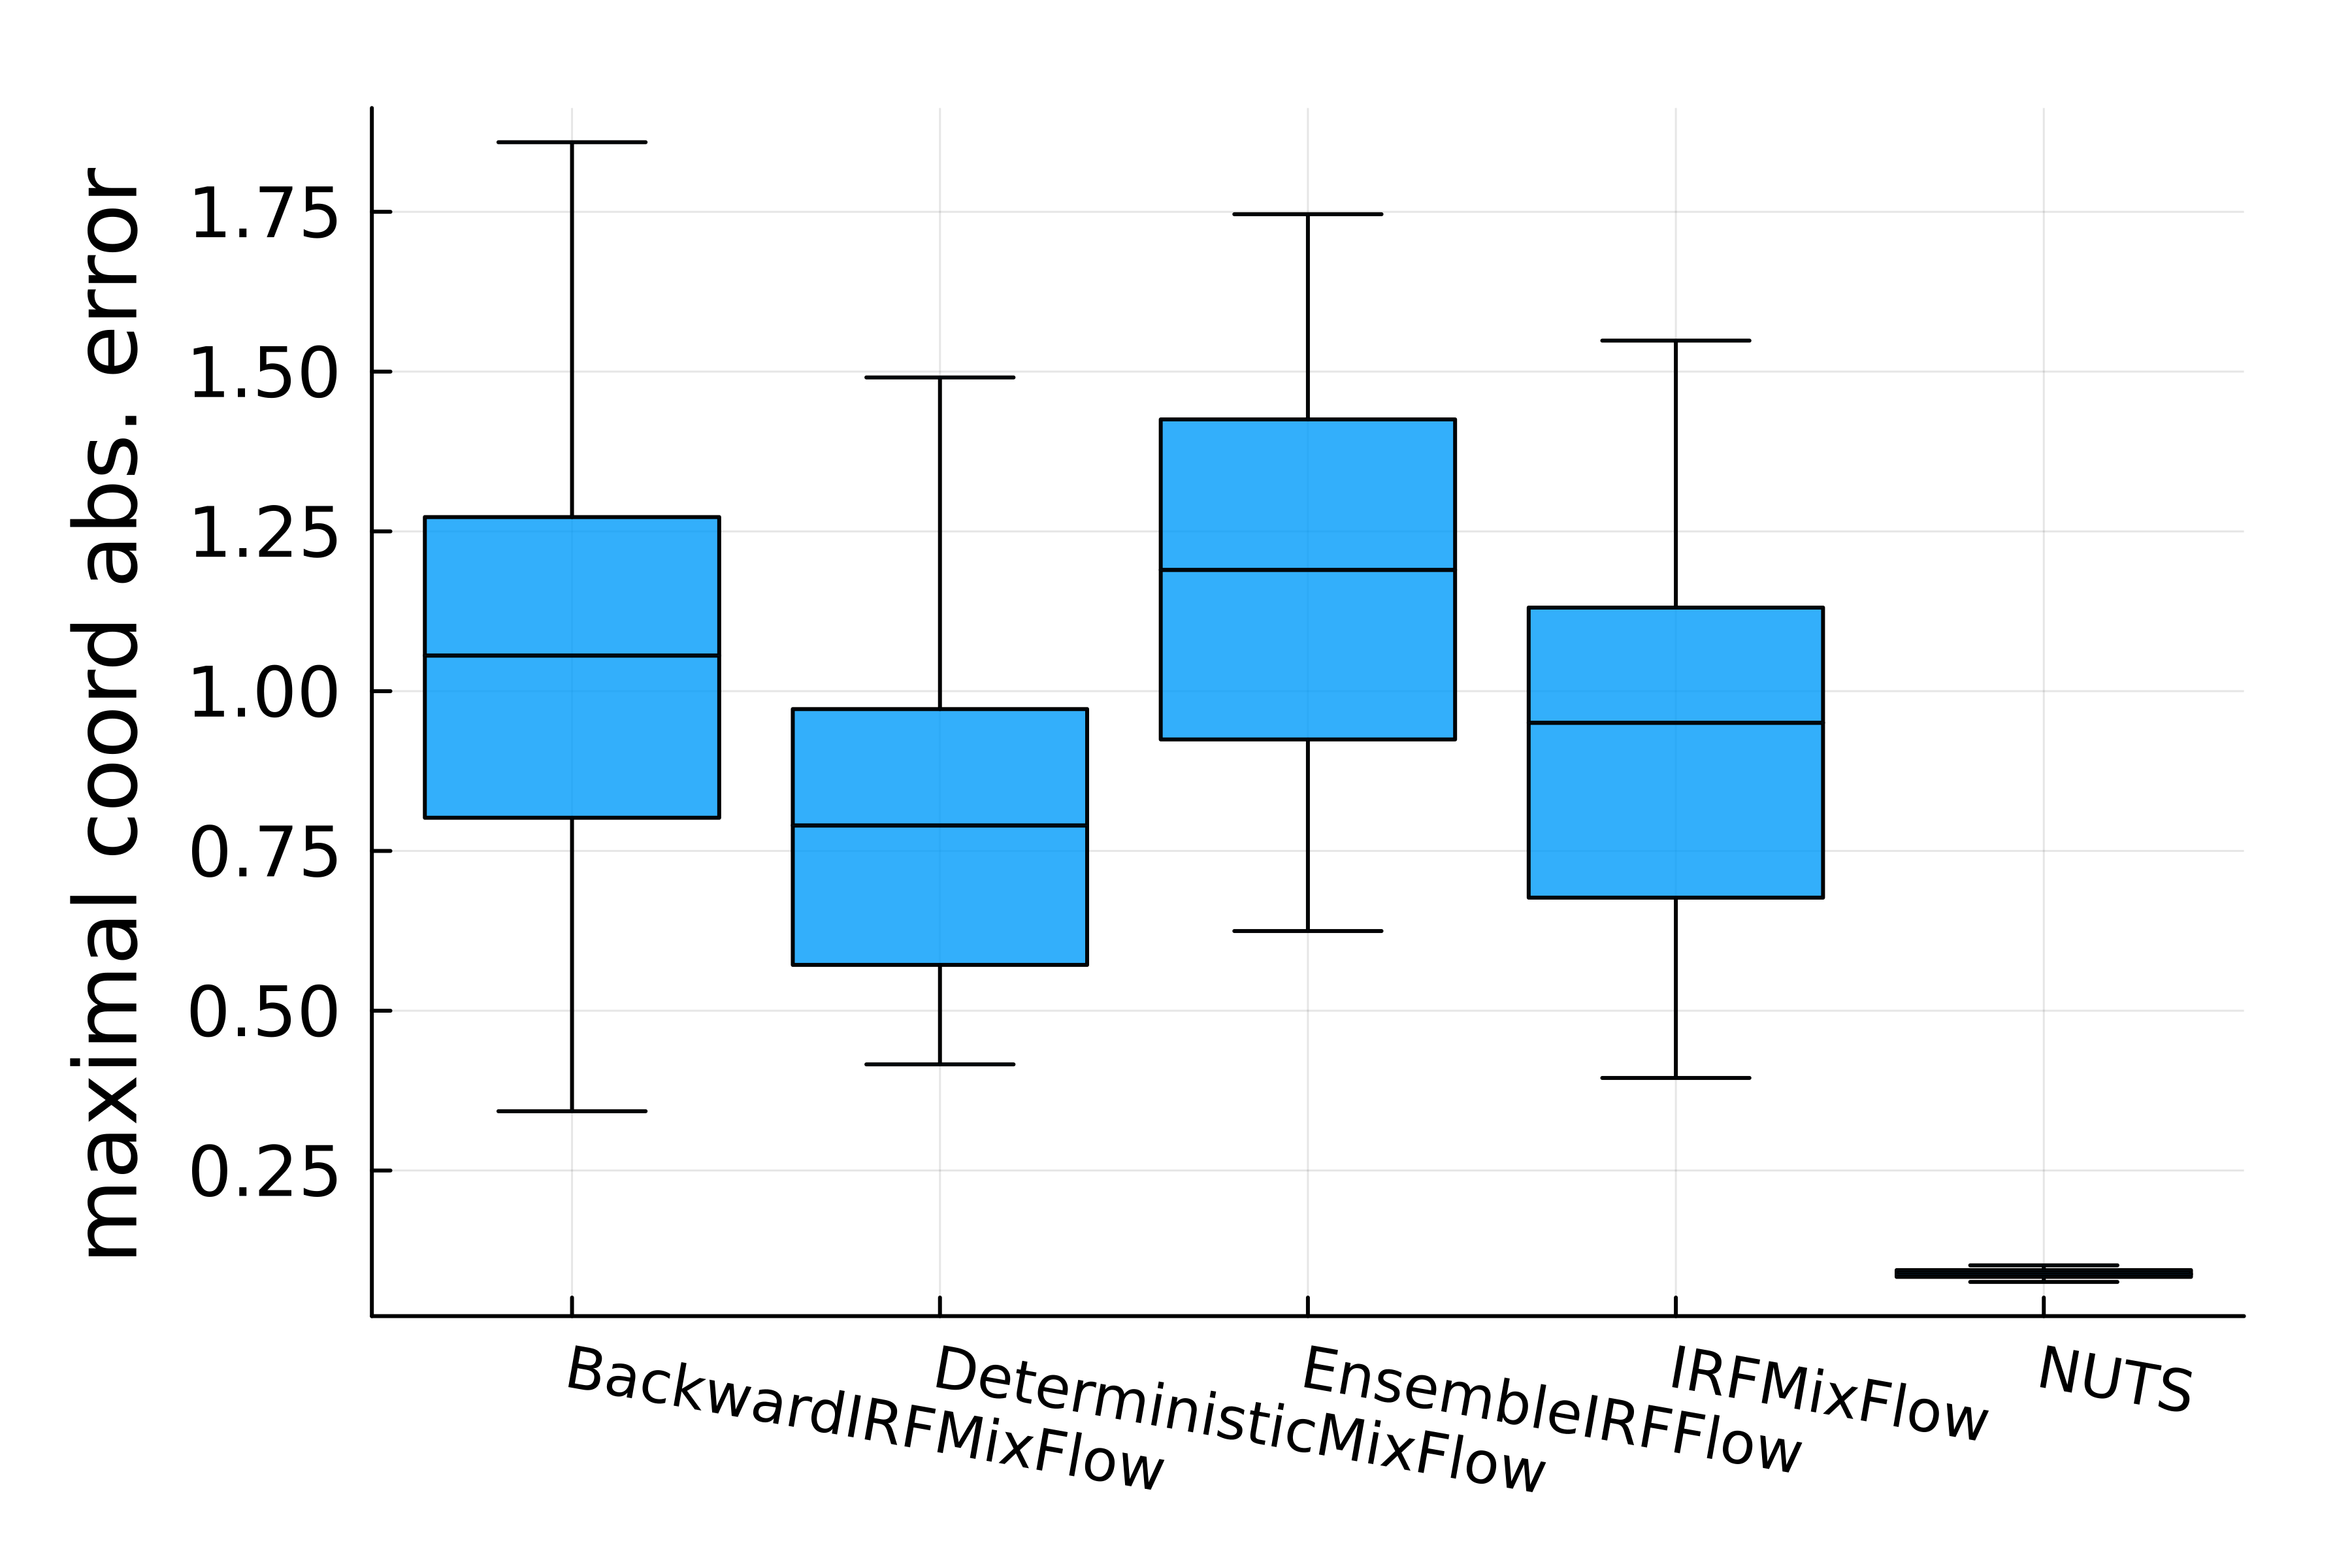 maximal coord abs. error
1.75
1.50
1.25
1.00
0.75
0.50
0.25
BackwardIRFMixFlow
DeterministicMixFlow
EnsembleIRFFlow
IRFMixFlow
NUTS